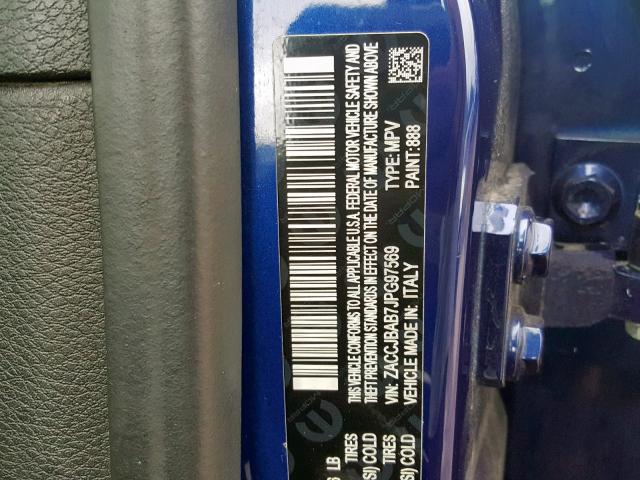 THIS VEHICLE CONFORMS TO ALL APPLICABLE U.S.A. FEDERAL MOTOR VEHICLE SAFETY AND
THEFT PREVENTION STANDARDS IN EFFECT ON THE DATE OF MANUFACTURE SHOWN ABOVE
VIN: ZACCJBAB7JPG97569 TYPE: MPV
VEHICLE MADE IN: ITALY PAINT: 888
LB
TIRES TIRES
SI) COLD SI) COLD